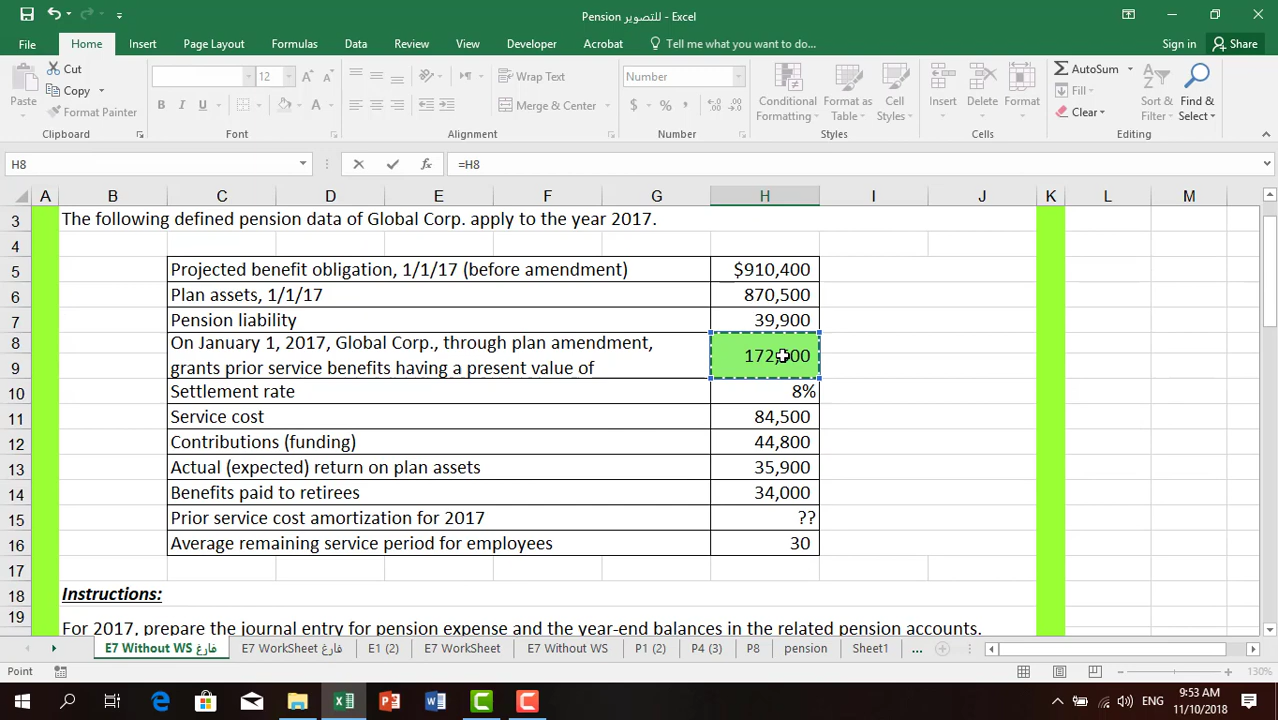 Pension للتصوير - Excel
File Home Insert Page Layout Formulas Data Review View Developer Acrobat Tell me what you want to do... Sign in Share
Cut
Copy
Format Painter
Paste
Clipboard
12
B I U A
Font
Wrap Text
Merge & Center
Alignment
Number
$ % ,
Number
Conditional Formatting
Format as Table
Cell Styles
Styles
Insert Delete Format
Cells
AutoSum
Fill
Clear
Sort & Filter
Find & Select
Editing
H8 fx =H8
A B C D E F G H I J K L M
3 The following defined pension data of Global Corp. apply to the year 2017.
4
5 Projected benefit obligation, 1/1/17 (before amendment) $910,400
6 Plan assets, 1/1/17 870,500
7 Pension liability 39,900
8 On January 1, 2017, Global Corp., through plan amendment,
9 grants prior service benefits having a present value of
10 Settlement rate 8%
11 Service cost 84,500
12 Contributions (funding) 44,800
13 Actual (expected) return on plan assets 35,900
14 Benefits paid to retirees 34,000
15 Prior service cost amortization for 2017 ??
16 Average remaining service period for employees 30
17
18 Instructions:
19 For 2017, prepare the journal entry for pension expense and the year-end balances in the related pension accounts.
E7 Without WS فارغ E7 WorkSheet فارغ E1 (2) E7 WorkSheet E7 Without WS P1 (2) P4 (3) P8 pension Sheet1 ...
Point 130%
ENG 9:53 AM
11/10/2018